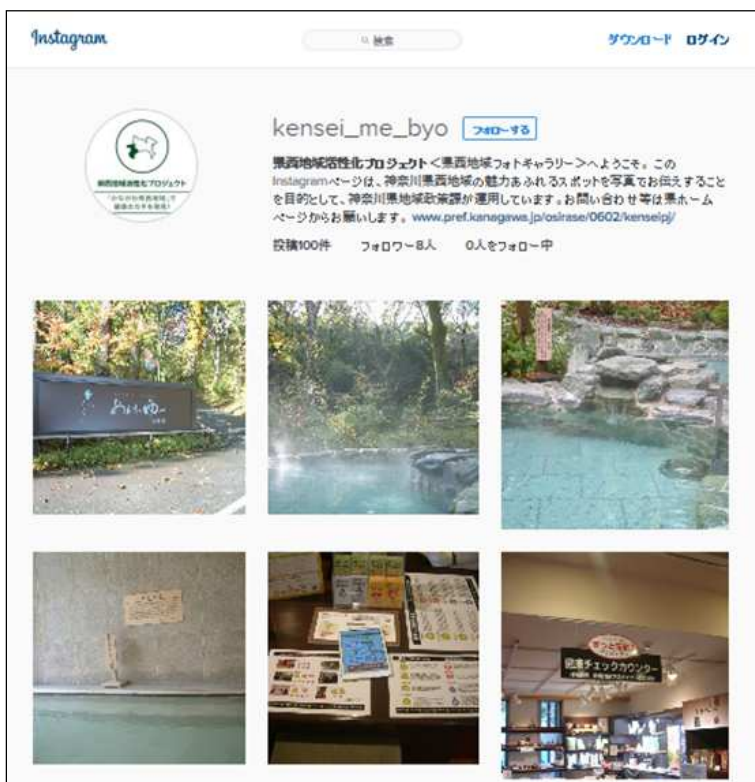 Instagram
検索
ダウンロード ログイン
kensei_me_byo フォローする
県西地域活性化プロジェクト<県西地域フォトギャラリー>へようこそ。この
Instagramページは、神奈川県西地域の魅力あふれるスポットを写真でお伝えすること
を目的として、神奈川県地域政策課が運用しています。お問い合わせ等は県ホーム
ページからお願いします。 www.pref.kanagawa.jp/osirase/0602/kenseipj/
投稿100件 フォロワー8人 0人をフォロー中
県西地域活性化プロジェクト
「かながわ県西地域」で
チェックカウンター